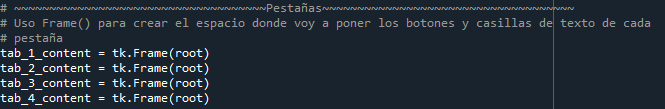 # ~~~~~~~~~~~~~~~~~~~~~~~~~~~~~~~~~~~~Pestañas~~~~~~~~~~~~~~~~~~~~~~~~~~~~~~~~~~~~
# Uso Frame() para crear el espacio donde voy a poner los botones y casillas de texto de cada
# pestaña
tab_1_content = tk.Frame(root)
tab_2_content = tk.Frame(root)
tab_3_content = tk.Frame(root)
tab_4_content = tk.Frame(root)